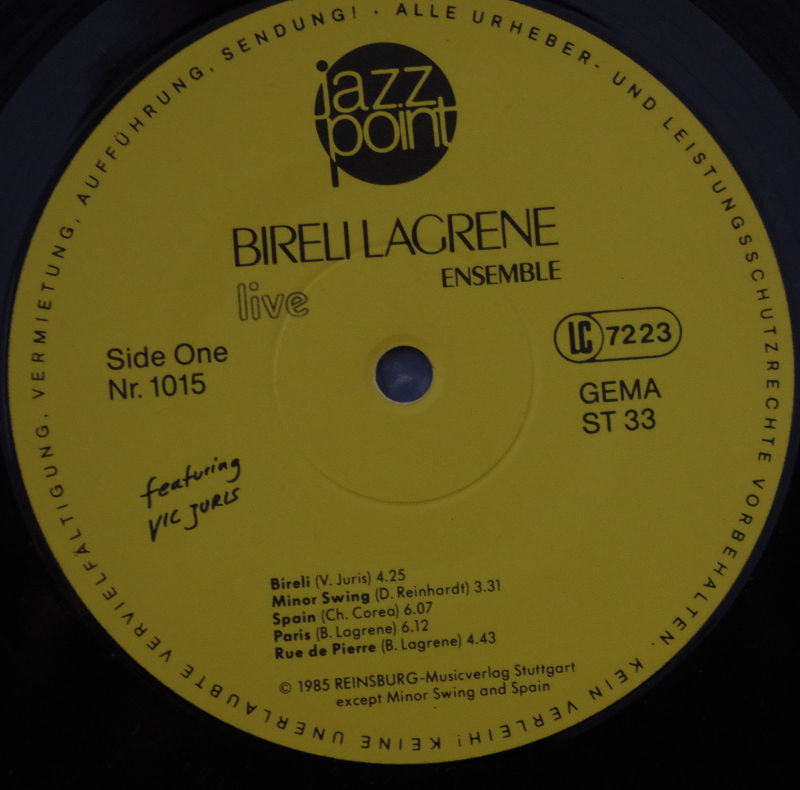 ALLE URHEBER- UND LEISTUNGSSCHUTZRECHTE VORBEHALTEN. KEIN VERLEIH! KEINE UNERLAUBTE VERVIELFÄLTIGUNG, VERMIETUNG, AUFFÜHRUNG, SENDUNG! ·
jazz
point
BIRELI LAGRENE
ENSEMBLE
live
Side One
Nr. 1015
LC 7223
GEMA
ST 33
featuring
VIC JURIS
Bireli (V. Juris) 4.25
Minor Swing (D. Reinhardt) 3.31
Spain (Ch. Corea) 6.07
Paris (B. Lagrene) 6.12
Rue de Pierre (B. Lagrene) 4.43
© 1985 REINSBURG-Musicverlag Stuttgart
except Minor Swing and Spain